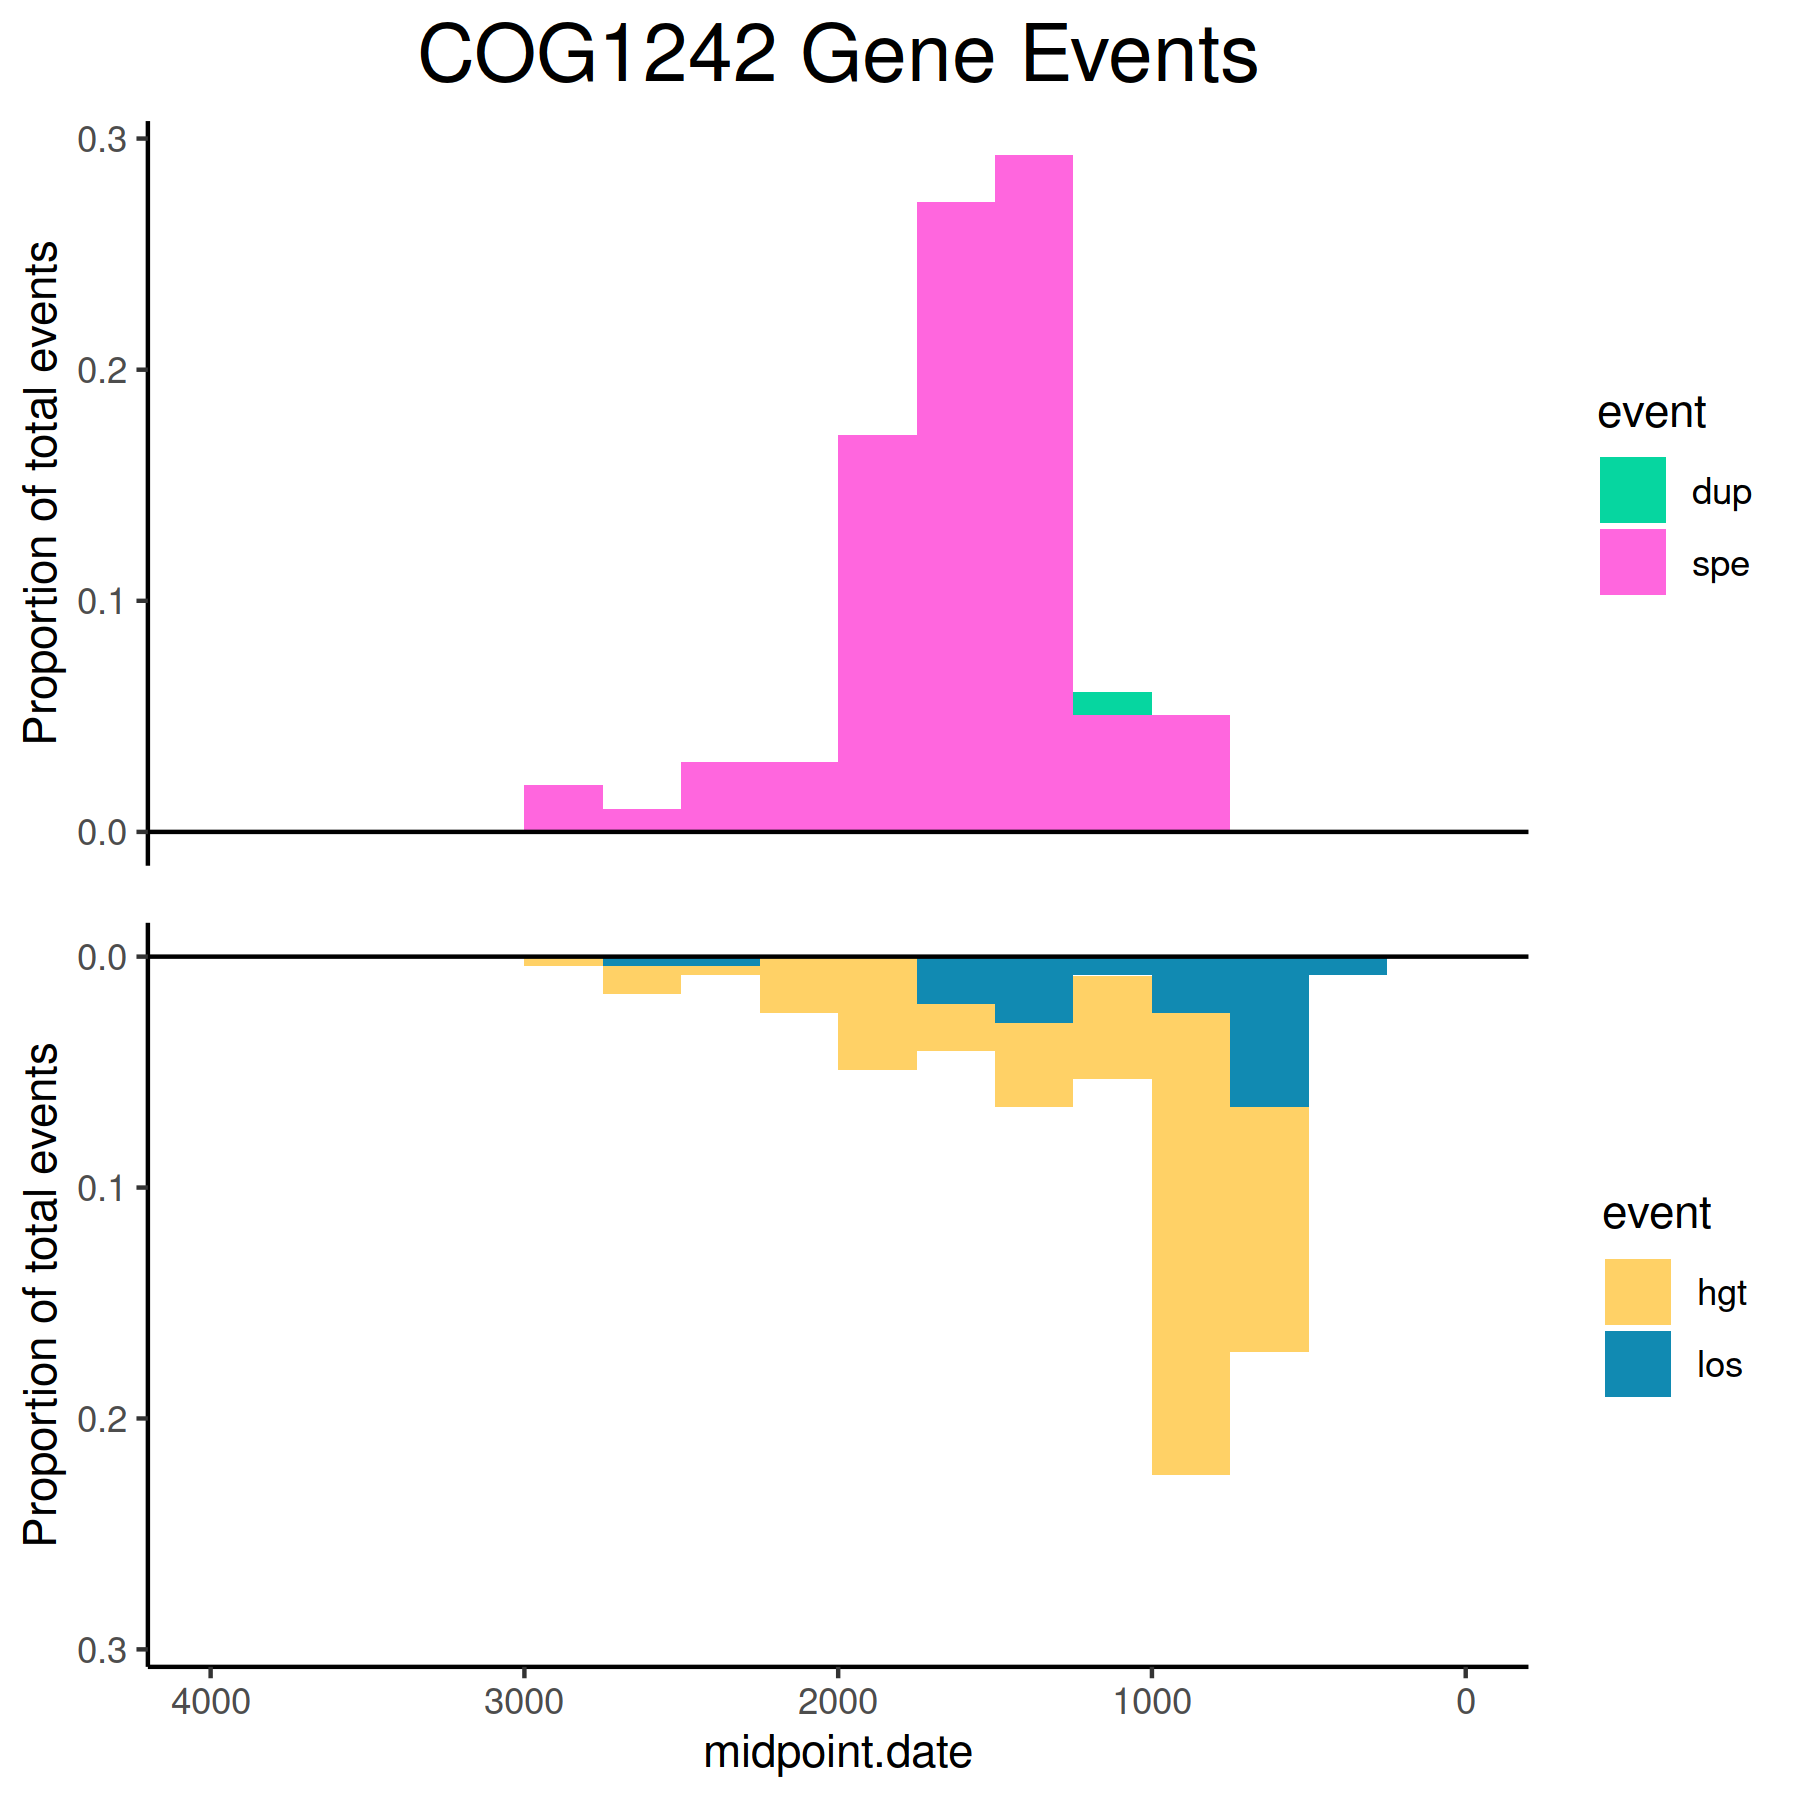 COG1242 Gene Events
0.3
0.2
0.1
0.0
Proportion of total events
event
dup
spe
0.0
0.1
0.2
0.3
Proportion of total events
event
hgt
los
4000 3000 2000 1000 0
midpoint.date